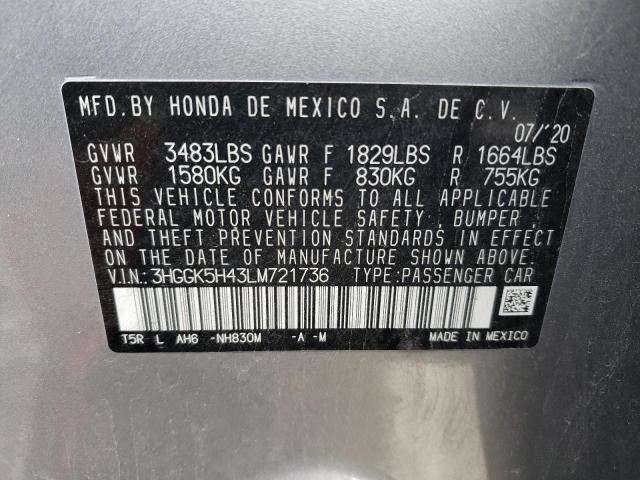 MFD.BY HONDA DE MEXICO S.A. DE C.V.
07/'20
GVWR 3483LBS GAWR F 1829LBS R 1664LBS
GVWR 1580KG GAWR F 830KG R 755KG
THIS VEHICLE CONFORMS TO ALL APPLICABLE
FEDERAL MOTOR VEHICLE SAFETY, BUMPER,
AND THEFT PREVENTION STANDARDS IN EFFECT
ON THE DATE OF MANUFACTURE SHOWN ABOVE.
V.I.N.: 3HGGK5H43LM721736 TYPE:PASSENGER CAR
T5R L AH6 -NH830M -A -M MADE IN MEXICO